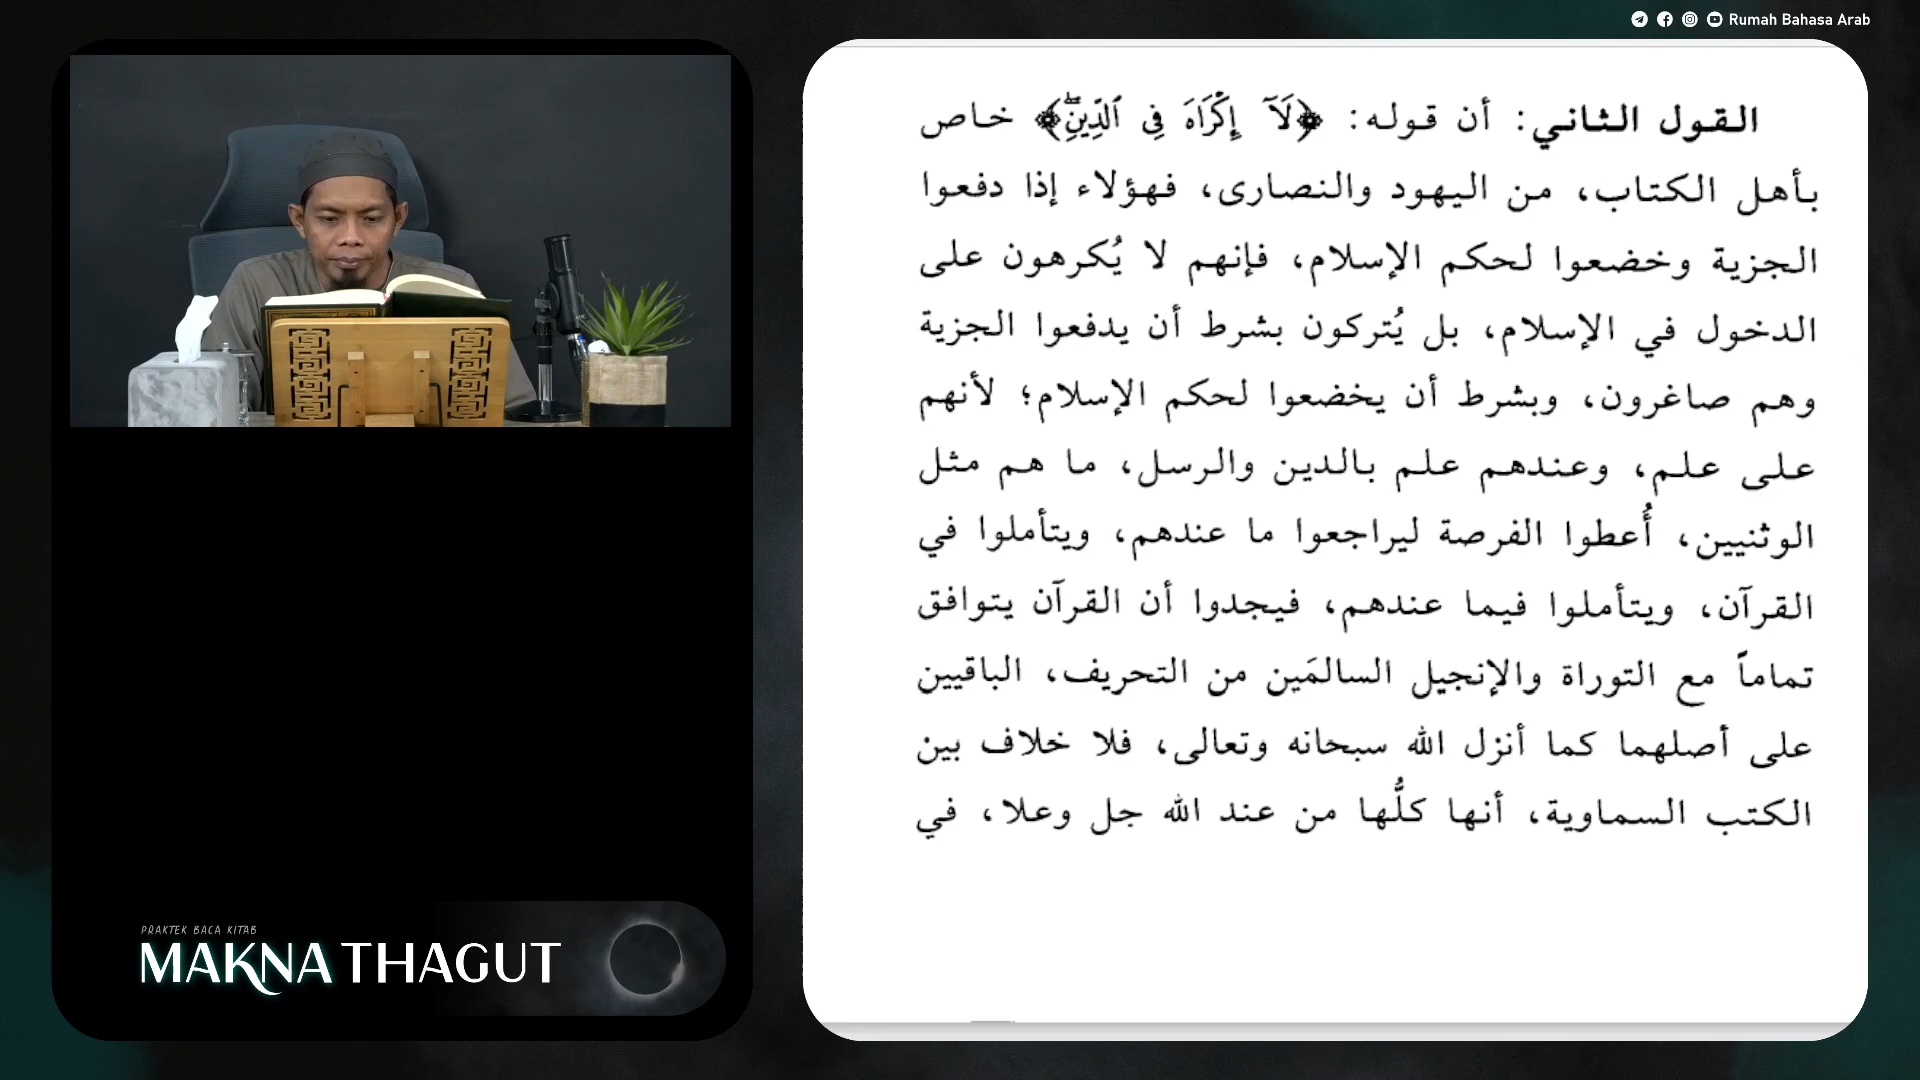 Rumah Bahasa Arab
القول الثاني: أن قوله: ﴿لَآ إِكْرَاهَ فِى ٱلدِّينِۖ﴾ خاص
بأهل الكتاب، من اليهود والنصارى، فهؤلاء إذا دفعوا
الجزية وخضعوا لحكم الإسلام، فإنهم لا يُكرهون على
الدخول في الإسلام، بل يُتركون بشرط أن يدفعوا الجزية
وهم صاغرون، وبشرط أن يخضعوا لحكم الإسلام؛ لأنهم
على علم، وعندهم علم بالدين والرسل، ما هم مثل
الوثنيين، أُعطوا الفرصة ليراجعوا ما عندهم، ويتأملوا في
القرآن، ويتأملوا فيما عندهم، فيجدوا أن القرآن يتوافق
تماماً مع التوراة والإنجيل السالمَين من التحريف، الباقيين
على أصلهما كما أنزل الله سبحانه وتعالى، فلا خلاف بين
الكتب السماوية، أنها كلُّها من عند الله جل وعلا، في
PRAKTEK BACA KITAB
MAKNA THAGUT